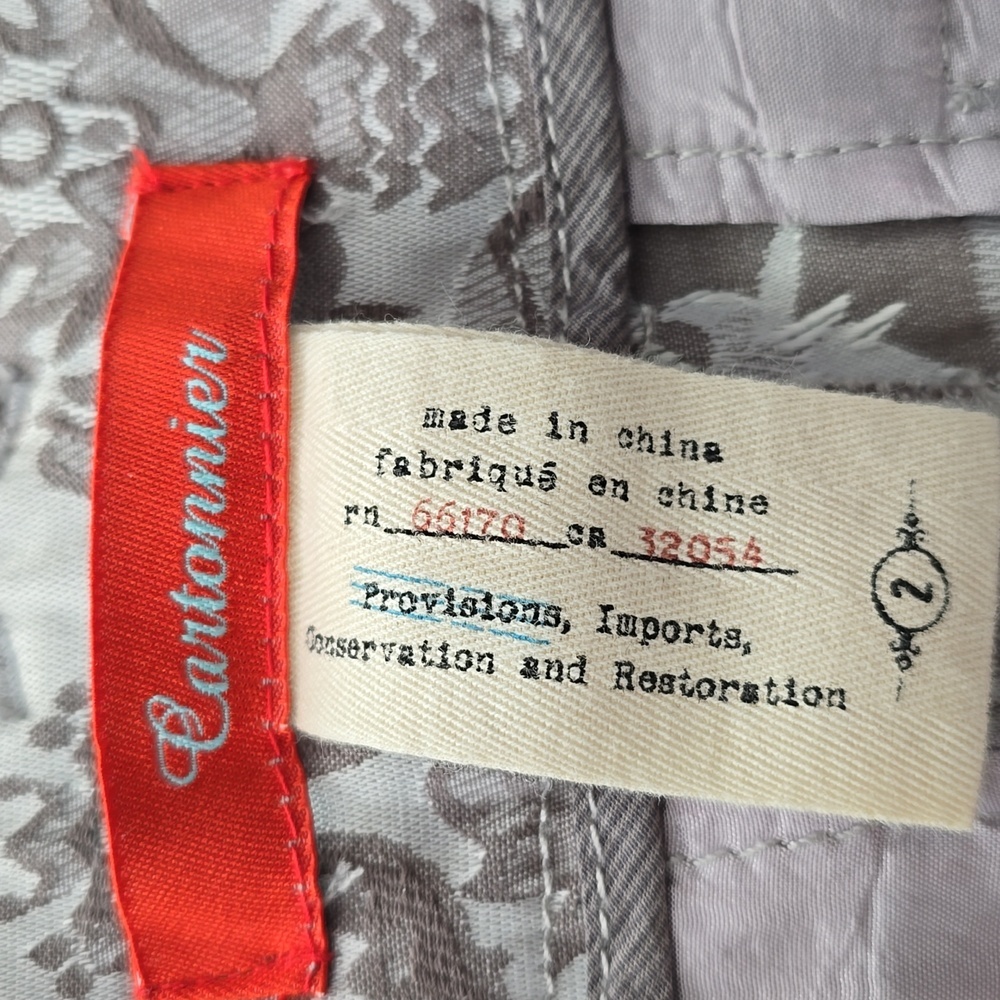 Cartonnier
made in china
fabriqué en chine
rn 66170 ca 32054
Provisions, Imports,
Conservation and Restoration
2